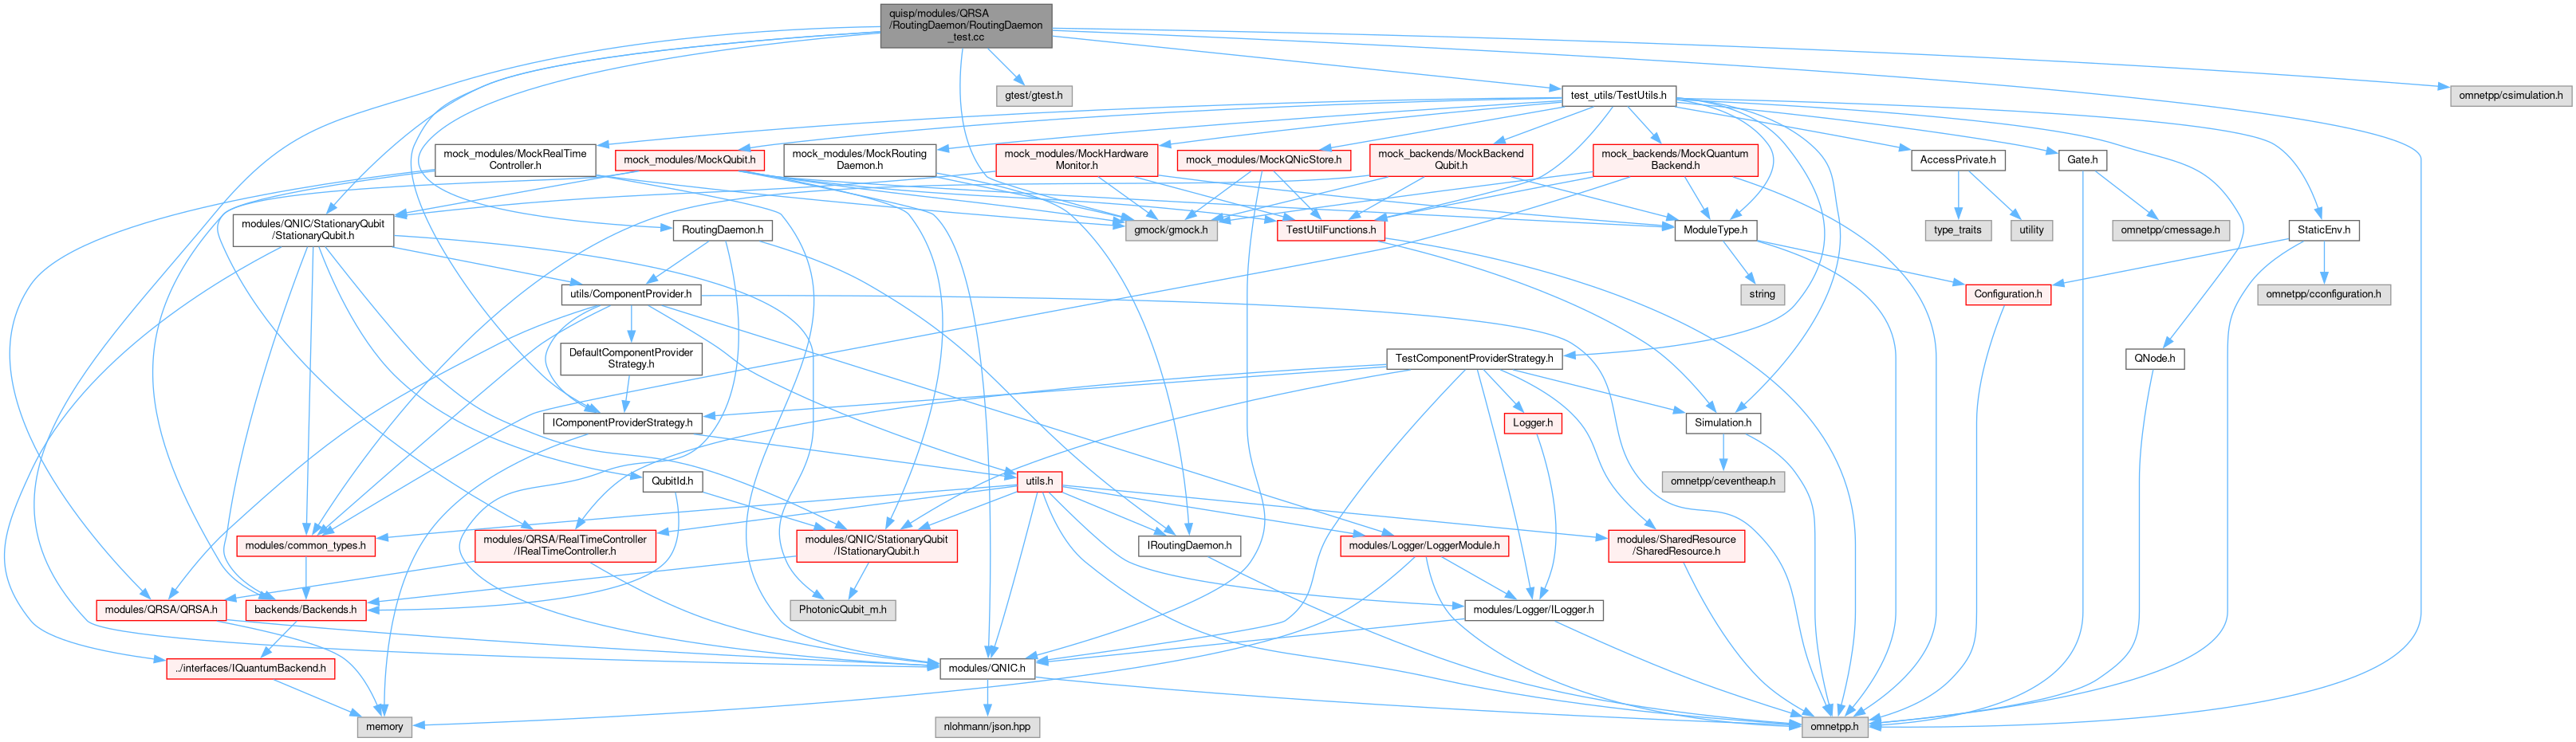 quisp/modules/QRSA
/RoutingDaemon/RoutingDaemon
_test.cc
gtest/gtest.h
test_utils/TestUtils.h
omnetpp/csimulation.h
mock_modules/MockRealTime
Controller.h
mock_modules/MockQubit.h
mock_modules/MockRouting
Daemon.h
mock_modules/MockHardware
Monitor.h
mock_modules/MockQNicStore.h
mock_backends/MockBackend
Qubit.h
mock_backends/MockQuantum
Backend.h
AccessPrivate.h
Gate.h
modules/QNIC/StationaryQubit
/StationaryQubit.h
RoutingDaemon.h
gmock/gmock.h
TestUtilFunctions.h
ModuleType.h
type_traits
utility
omnetpp/cmessage.h
StaticEnv.h
utils/ComponentProvider.h
string
Configuration.h
omnetpp/cconfiguration.h
DefaultComponentProvider
Strategy.h
TestComponentProviderStrategy.h
QNode.h
IComponentProviderStrategy.h
Logger.h
Simulation.h
QubitId.h
utils.h
omnetpp/ceventheap.h
modules/common_types.h
modules/QRSA/RealTimeController
/IRealTimeController.h
modules/QNIC/StationaryQubit
/IStationaryQubit.h
IRoutingDaemon.h
modules/Logger/LoggerModule.h
modules/SharedResource
/SharedResource.h
modules/QRSA/QRSA.h
backends/Backends.h
PhotonicQubit_m.h
modules/Logger/ILogger.h
../interfaces/IQuantumBackend.h
modules/QNIC.h
memory
nlohmann/json.hpp
omnetpp.h